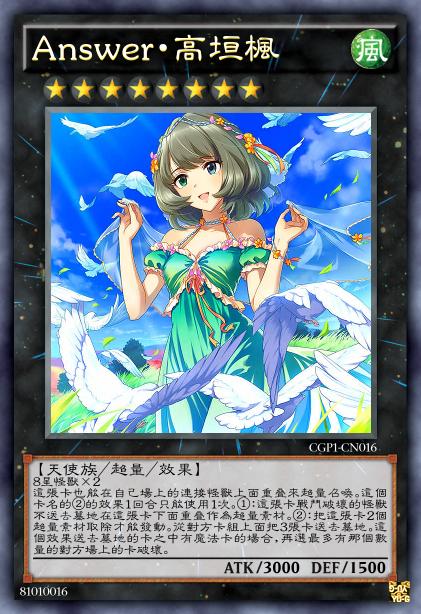 Answer・高垣楓
風
CGP1-CN016
【天使族/超量/效果】
8星怪獸×2
這張卡也能在自己場上的連接怪獸上面重疊來超量召喚。這個
卡名的②的效果1回合只能使用1次。①：這張卡戰鬥破壞的怪獸
不送去墓地在這張卡下面重疊作為超量素材。②：把這張卡2個
超量素材取除才能發動。從對方卡組上面把3張卡送去墓地。這
個效果送去墓地的卡之中有魔法卡的場合，再選最多有那個數
量的對方場上的卡破壞。
ATK/3000 DEF/1500
81010016